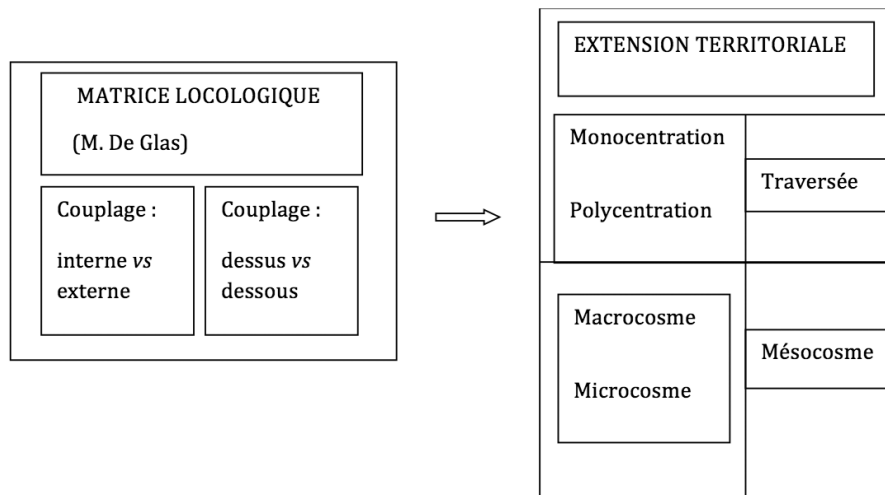 MATRICE LOCOLOGIQUE
(M. De Glas)
Couplage :
interne vs
externe
Couplage :
dessus vs
dessous
EXTENSION TERRITORIALE
Monocentration
Polycentration
Traversée
Macrocosme
Microcosme
Mésocosme